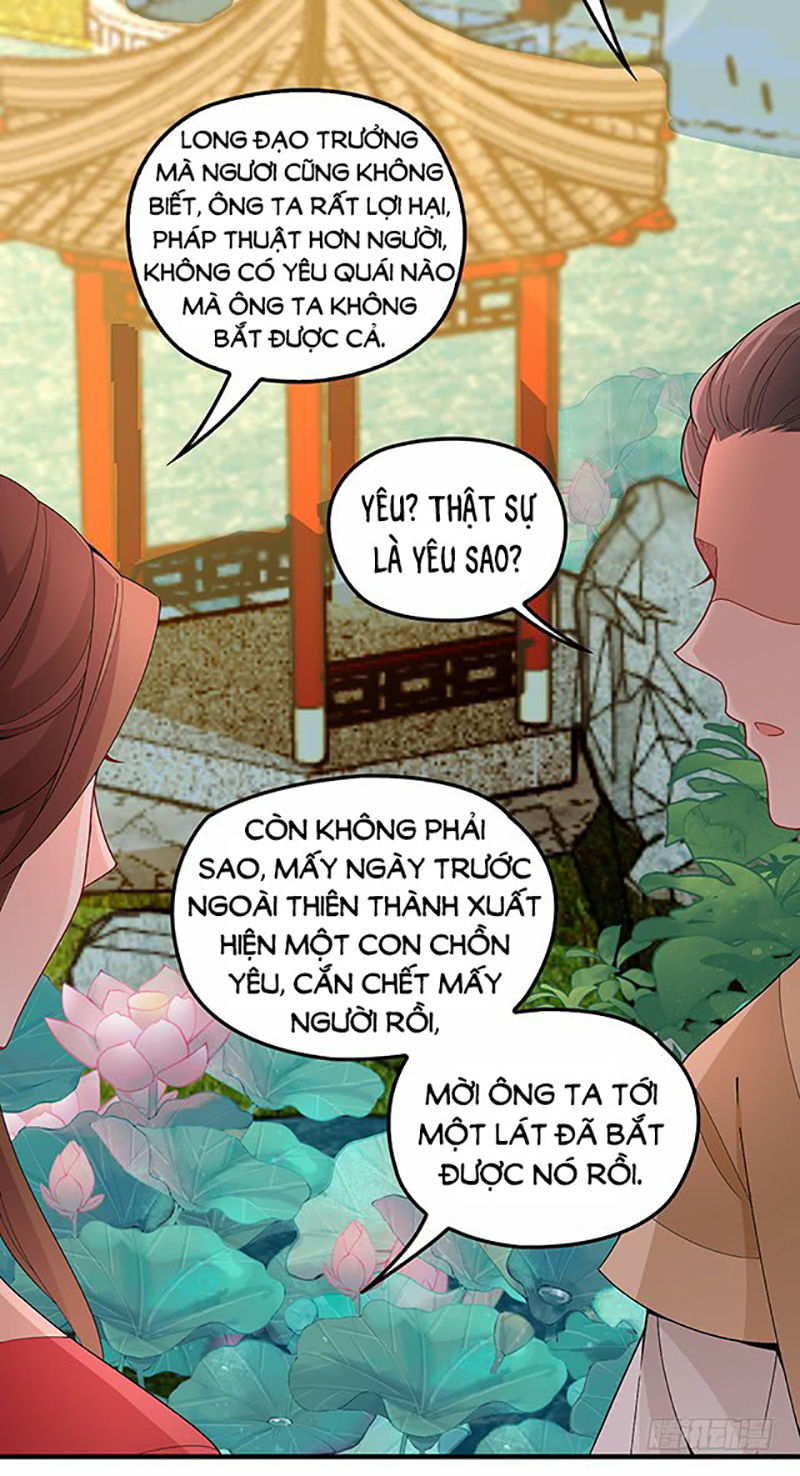 LONG ĐẠO TRƯỞNG
MÀ NGƯƠI CŨNG KHÔNG
BIẾT, ÔNG TA RẤT LỢI HẠI,
PHÁP THUẬT HƠN NGƯỜI,
KHÔNG CÓ YÊU QUÁI NÀO
MÀ ÔNG TA KHÔNG
BẮT ĐƯỢC CẢ.
YÊU? THẬT SỰ
LÀ YÊU SAO?
CÒN KHÔNG PHẢI
SAO, MẤY NGÀY TRƯỚC
NGOÀI THIÊN THÀNH XUẤT
HIỆN MỘT CON CHỒN
YÊU, CẮN CHẾT MẤY
NGƯỜI RỒI,
MỜI ÔNG TA TỚI
MỘT LÁT ĐÃ BẮT
ĐƯỢC NÓ RỒI.